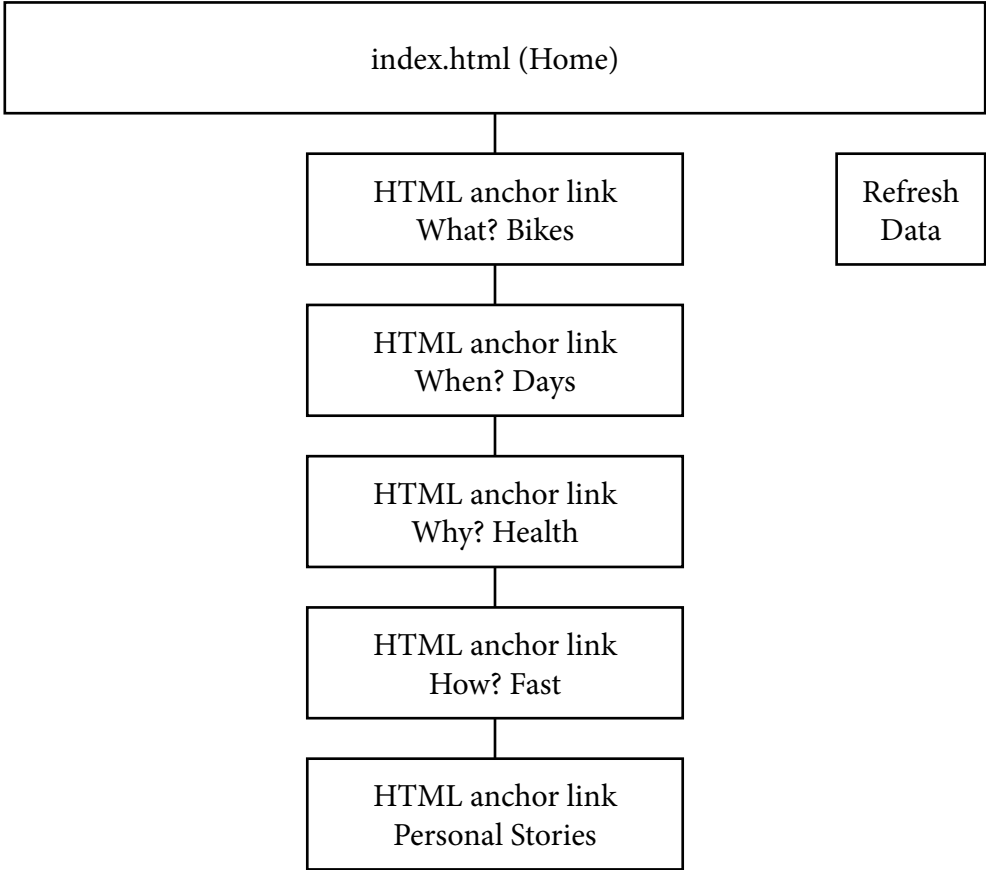 index.html (Home)
HTML anchor link
What? Bikes
Refresh
Data
HTML anchor link
When? Days
HTML anchor link
Why? Health
HTML anchor link
How? Fast
HTML anchor link
Personal Stories